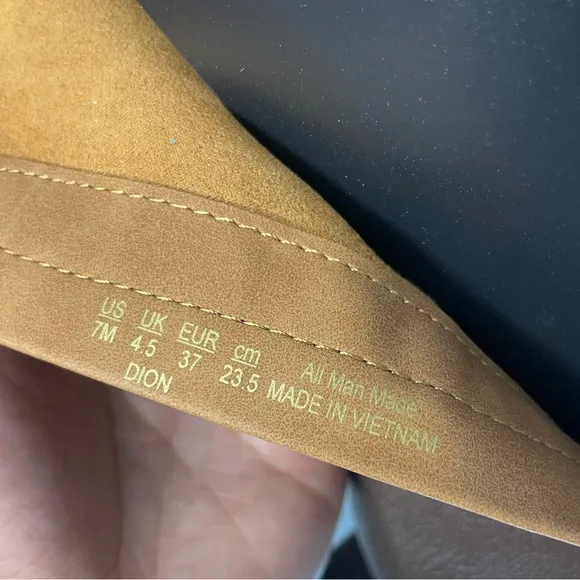 US UK EUR cm All Man Made
7M 4.5 37 23.5 MADE IN VIETNAM
DION